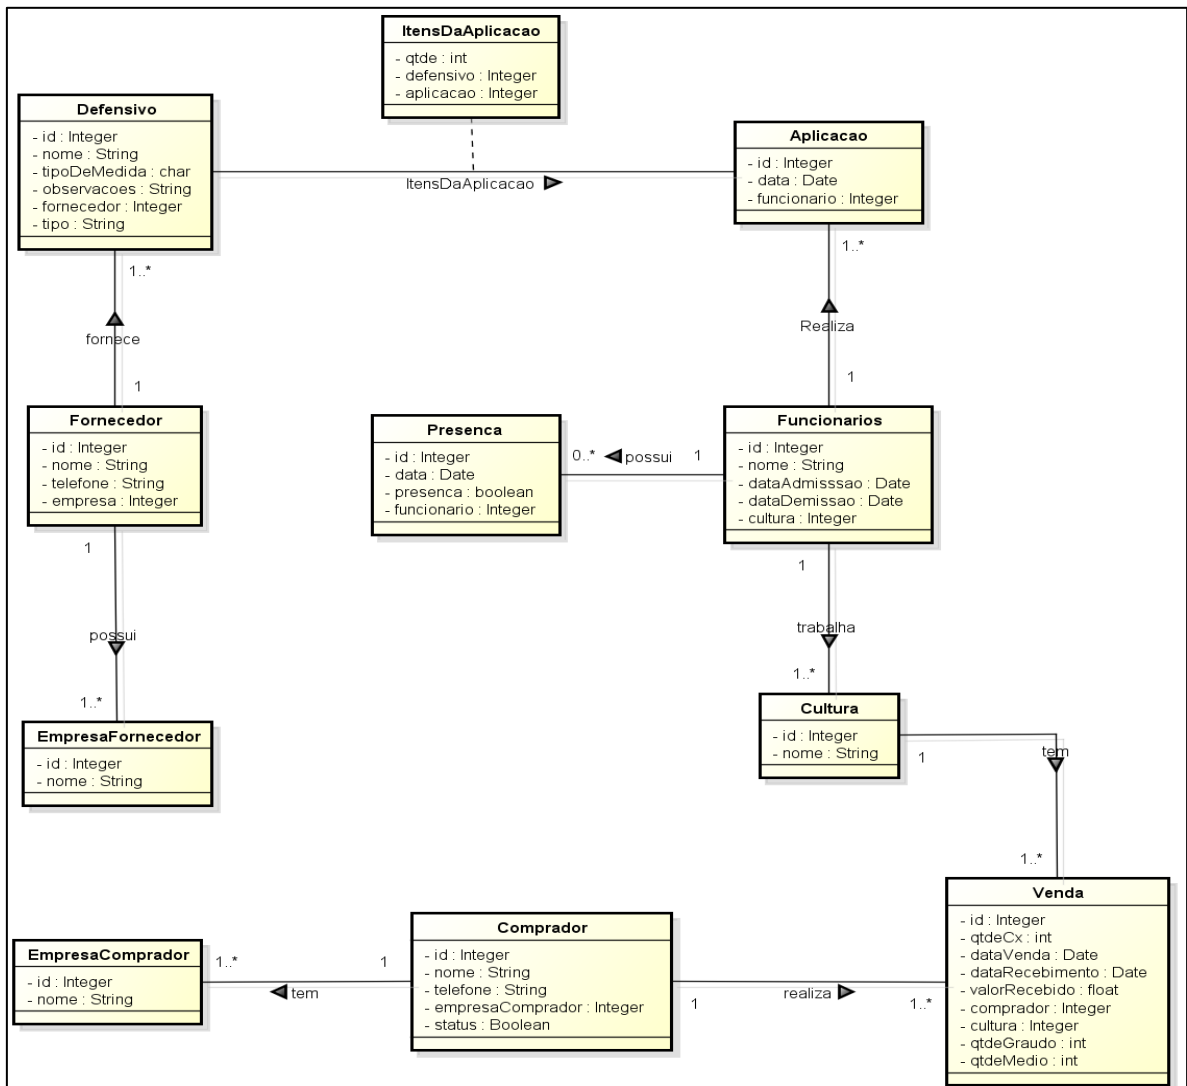 ItensDaAplicacao
- qtde : int
- defensivo : Integer
- aplicacao : Integer
Defensivo
- id : Integer
- nome : String
- tipoDeMedida : char
- observacoes : String
- fornecedor : Integer
- tipo : String
ItensDaAplicacao
Aplicacao
- id : Integer
- data : Date
- funcionario : Integer
1..*
fornece
1
1..*
Realiza
1
Fornecedor
- id : Integer
- nome : String
- telefone : String
- empresa : Integer
Presenca
- id : Integer
- data : Date
- presenca : boolean
- funcionario : Integer
0..*
possui
1
Funcionarios
- id : Integer
- nome : String
- dataAdmisssao : Date
- dataDemissao : Date
- cultura : Integer
1
possui
1..*
1
trabalha
1..*
EmpresaFornecedor
- id : Integer
- nome : String
Cultura
- id : Integer
- nome : String
1
tem
1..*
EmpresaComprador
- id : Integer
- nome : String
1..*
tem
1
Comprador
- id : Integer
- nome : String
- telefone : String
- empresaComprador : Integer
- status : Boolean
1
realiza
1..*
Venda
- id : Integer
- qtdeCx : int
- dataVenda : Date
- dataRecebimento : Date
- valorRecebido : float
- comprador : Integer
- cultura : Integer
- qtdeGraudo : int
- qtdeMedio : int